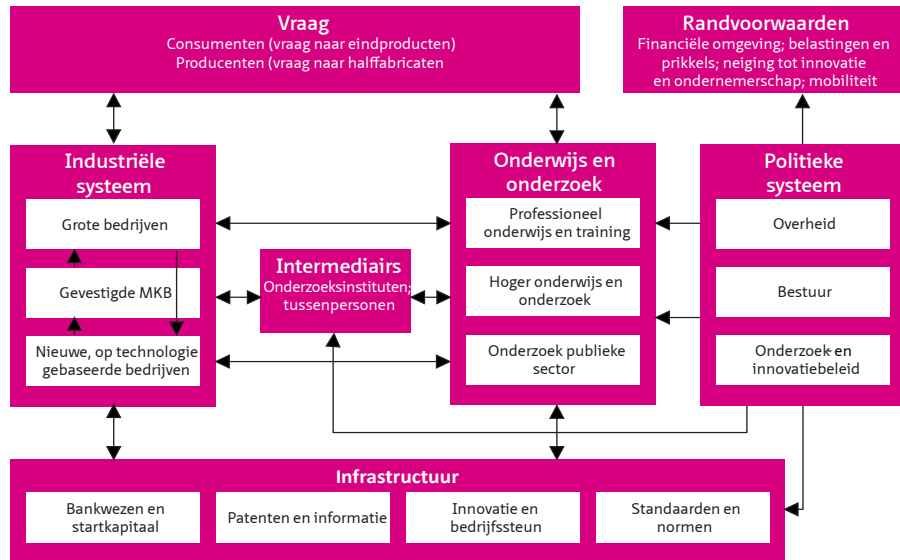 Vraag
Consumenten (vraag naar eindproducten)
Producenten (vraag naar halffabricaten
Randvoorwaarden
Financiële omgeving; belastingen en
prikkels; neiging tot innovatie
en ondernemerschap; mobiliteit
Industriële
systeem
Grote bedrijven
Gevestigde MKB
Nieuwe, op technologie
gebaseerde bedrijven
Intermediairs
Onderzoeksinstituten;
tussenpersonen
Onderwijs en
onderzoek
Professioneel
onderwijs en training
Hoger onderwijs en
onderzoek
Onderzoek publieke
sector
Politieke
systeem
Overheid
Bestuur
Onderzoek- en
innovatiebeleid
Infrastructuur
Bankwezen en
startkapitaal
Patenten en informatie
Innovatie en
bedrijfssteun
Standaarden en
normen